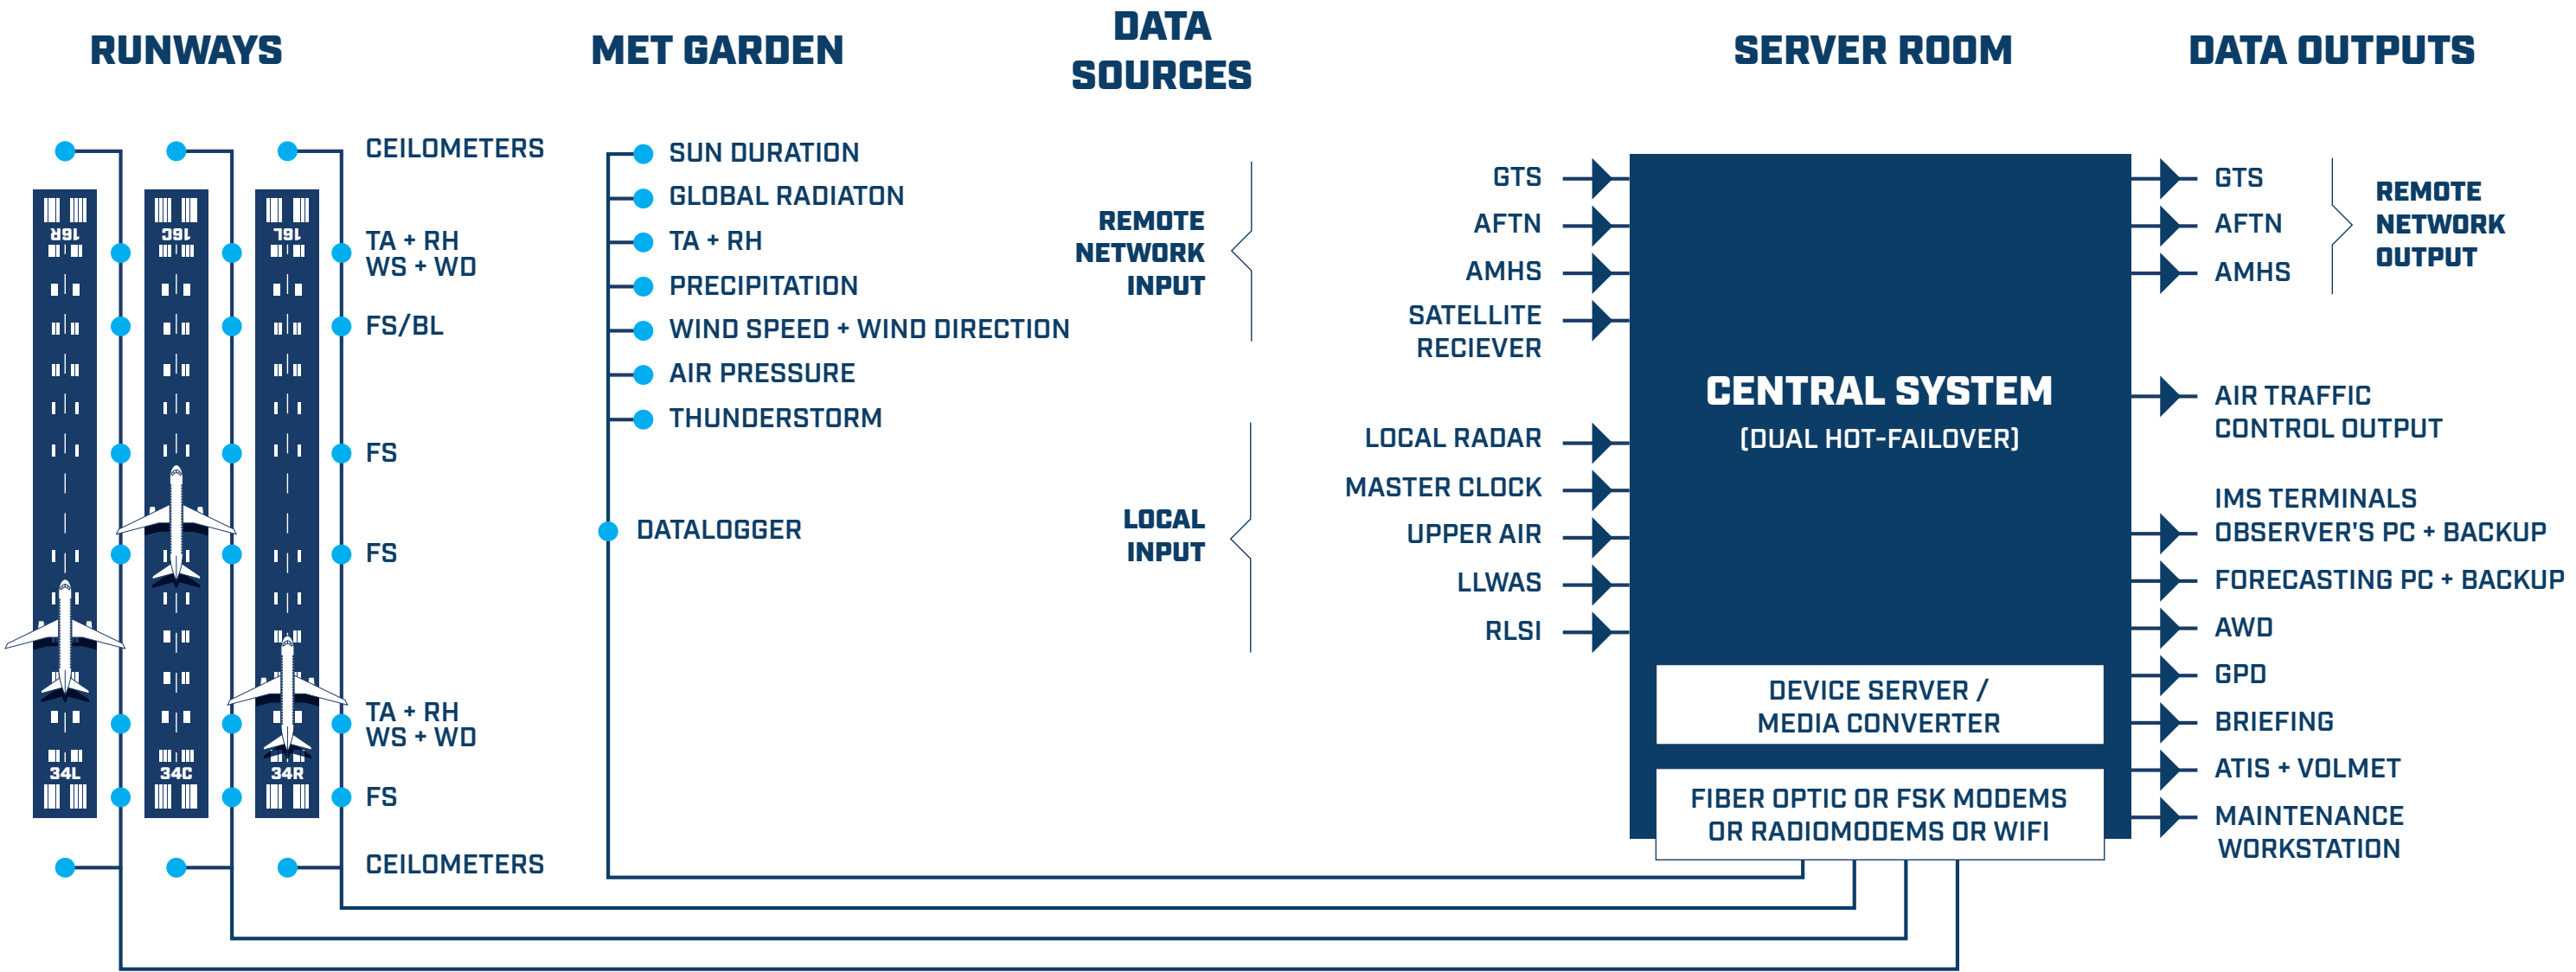 RUNWAYS
MET GARDEN
DATA
SOURCES
SERVER ROOM
DATA OUTPUTS
16R
16C
16L
34L
34C
34R
CEILOMETERS
TA + RH
WS + WD
FS/BL
FS
FS
TA + RH
WS + WD
FS
CEILOMETERS
SUN DURATION
GLOBAL RADIATON
TA + RH
PRECIPITATION
WIND SPEED + WIND DIRECTION
AIR PRESSURE
THUNDERSTORM
DATALOGGER
REMOTE
NETWORK
INPUT
LOCAL
INPUT
GTS
AFTN
AMHS
SATELLITE
RECIEVER
LOCAL RADAR
MASTER CLOCK
UPPER AIR
LLWAS
RLSI
CENTRAL SYSTEM
(DUAL HOT-FAILOVER)
DEVICE SERVER /
MEDIA CONVERTER
FIBER OPTIC OR FSK MODEMS
OR RADIOMODEMS OR WIFI
GTS
AFTN
AMHS
REMOTE
NETWORK
OUTPUT
AIR TRAFFIC
CONTROL OUTPUT
IMS TERMINALS
OBSERVER'S PC + BACKUP
FORECASTING PC + BACKUP
AWD
GPD
BRIEFING
ATIS + VOLMET
MAINTENANCE
WORKSTATION